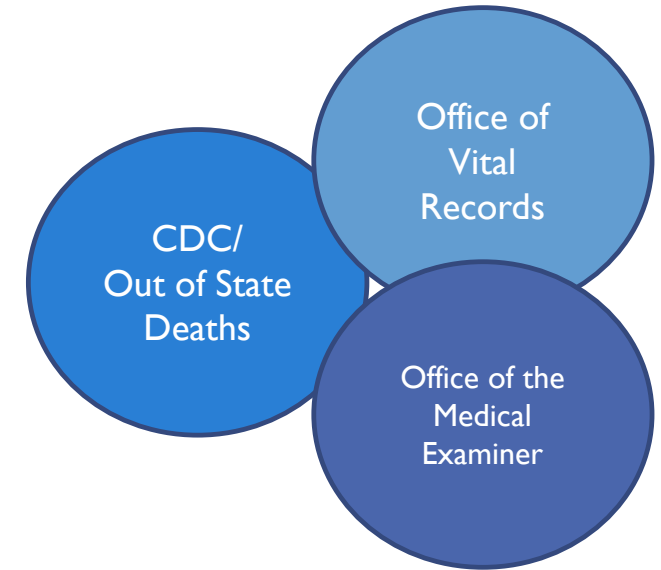 Office of
Vital
Records
CDC/
Out of State
Deaths
Office of the
Medical
Examiner